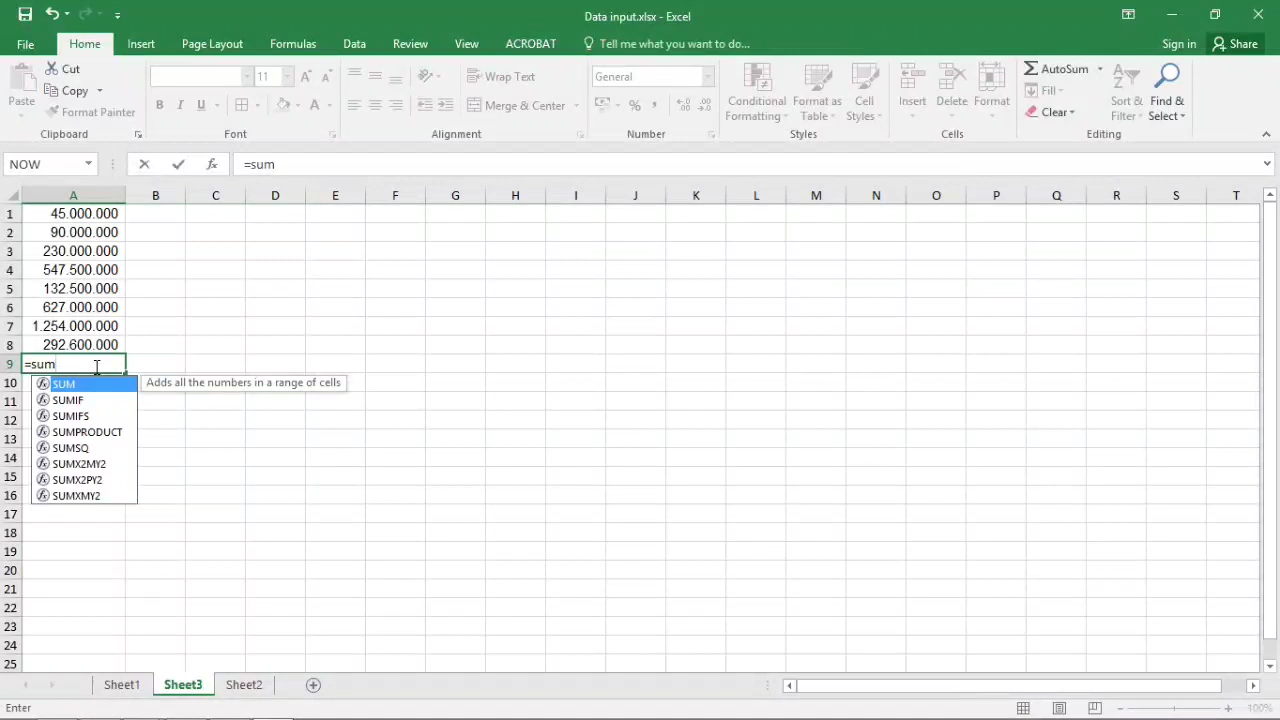 Data input.xlsx - Excel
Sign in
Share
File
Home
Insert
Page Layout
Formulas
Data
Review
View
ACROBAT
Tell me what you want to do...
Paste
Cut
Copy
Format Painter
Clipboard
11
A A
B I U A
Font
Wrap Text
Merge & Center
Alignment
General
% ,
Number
Conditional Formatting
Format as Table
Cell Styles
Styles
Insert
Delete
Format
Cells
AutoSum
Fill
Clear
Sort & Filter
Find & Select
Editing
NOW
fx
=sum
A B C D E F G H I J K L M N O P Q R S T
1 45.000.000
2 90.000.000
3 230.000.000
4 547.500.000
5 132.500.000
6 627.000.000
7 1.254.000.000
8 292.600.000
9 =sum
10 SUM Adds all the numbers in a range of cells
11 SUMIF
12 SUMIFS
13 SUMPRODUCT
SUMSQ
14 SUMX2MY2
15 SUMX2PY2
16 SUMXMY2
17
18
19
20
21
22
23
24
25
Sheet1
Sheet3
Sheet2
Enter
100%